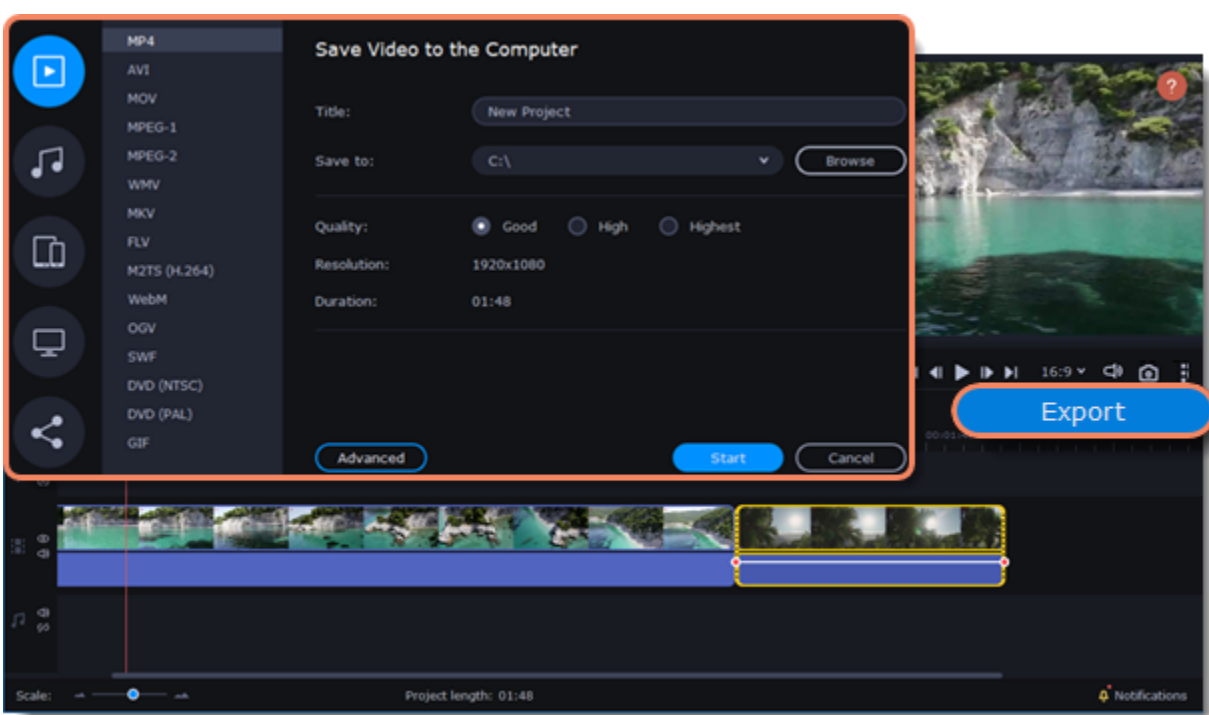 MP4
AVI
MOV
MPEG-1
MPEG-2
WMV
MKV
FLV
M2TS (H.264)
WebM
OGV
SWF
DVD (NTSC)
DVD (PAL)
GIF
Save Video to the Computer
Title: New Project
Save to: C:\ Browse
Quality: Good High Highest
Resolution: 1920x1080
Duration: 01:48
Advanced Start Cancel
?
16:9
Export
Scale: Project length: 01:48 Notifications